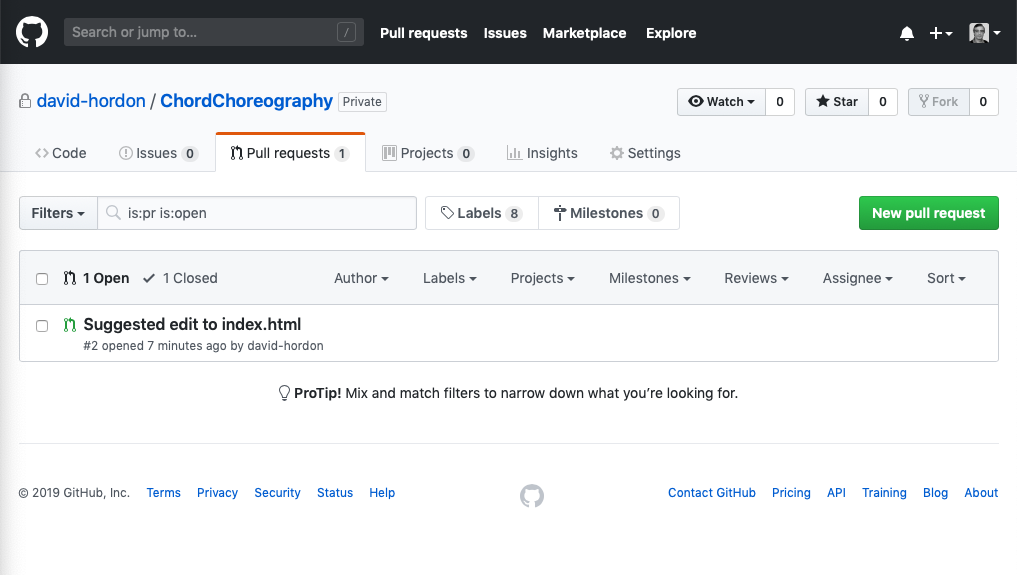 Search or jump to... /
Pull requests Issues Marketplace Explore
david-hordon / ChordChoreography Private
Watch 0 Star 0 Fork 0
Code Issues 0 Pull requests 1 Projects 0 Insights Settings
Filters is:pr is:open Labels 8 Milestones 0 New pull request
1 Open 1 Closed Author Labels Projects Milestones Reviews Assignee Sort
Suggested edit to index.html
#2 opened 7 minutes ago by david-hordon
ProTip! Mix and match filters to narrow down what you’re looking for.
© 2019 GitHub, Inc. Terms Privacy Security Status Help Contact GitHub Pricing API Training Blog About